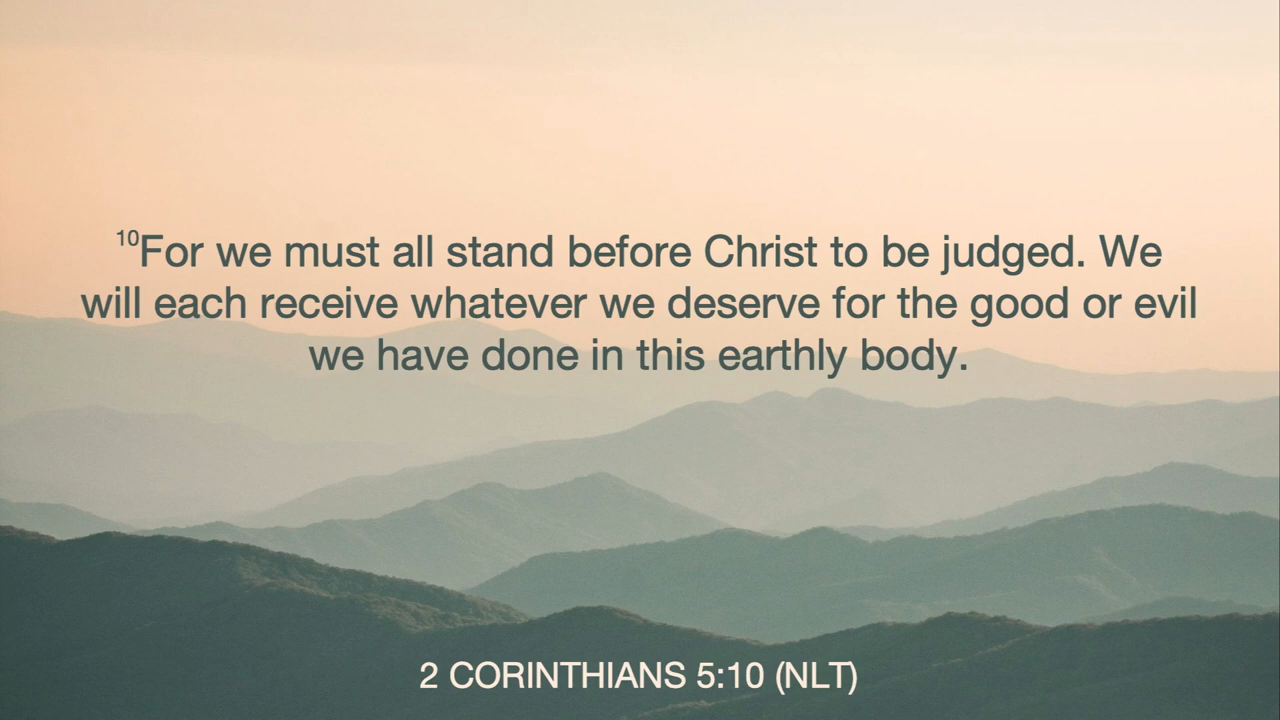 ¹⁰For we must all stand before Christ to be judged. We
will each receive whatever we deserve for the good or evil
we have done in this earthly body.
2 CORINTHIANS 5:10 (NLT)